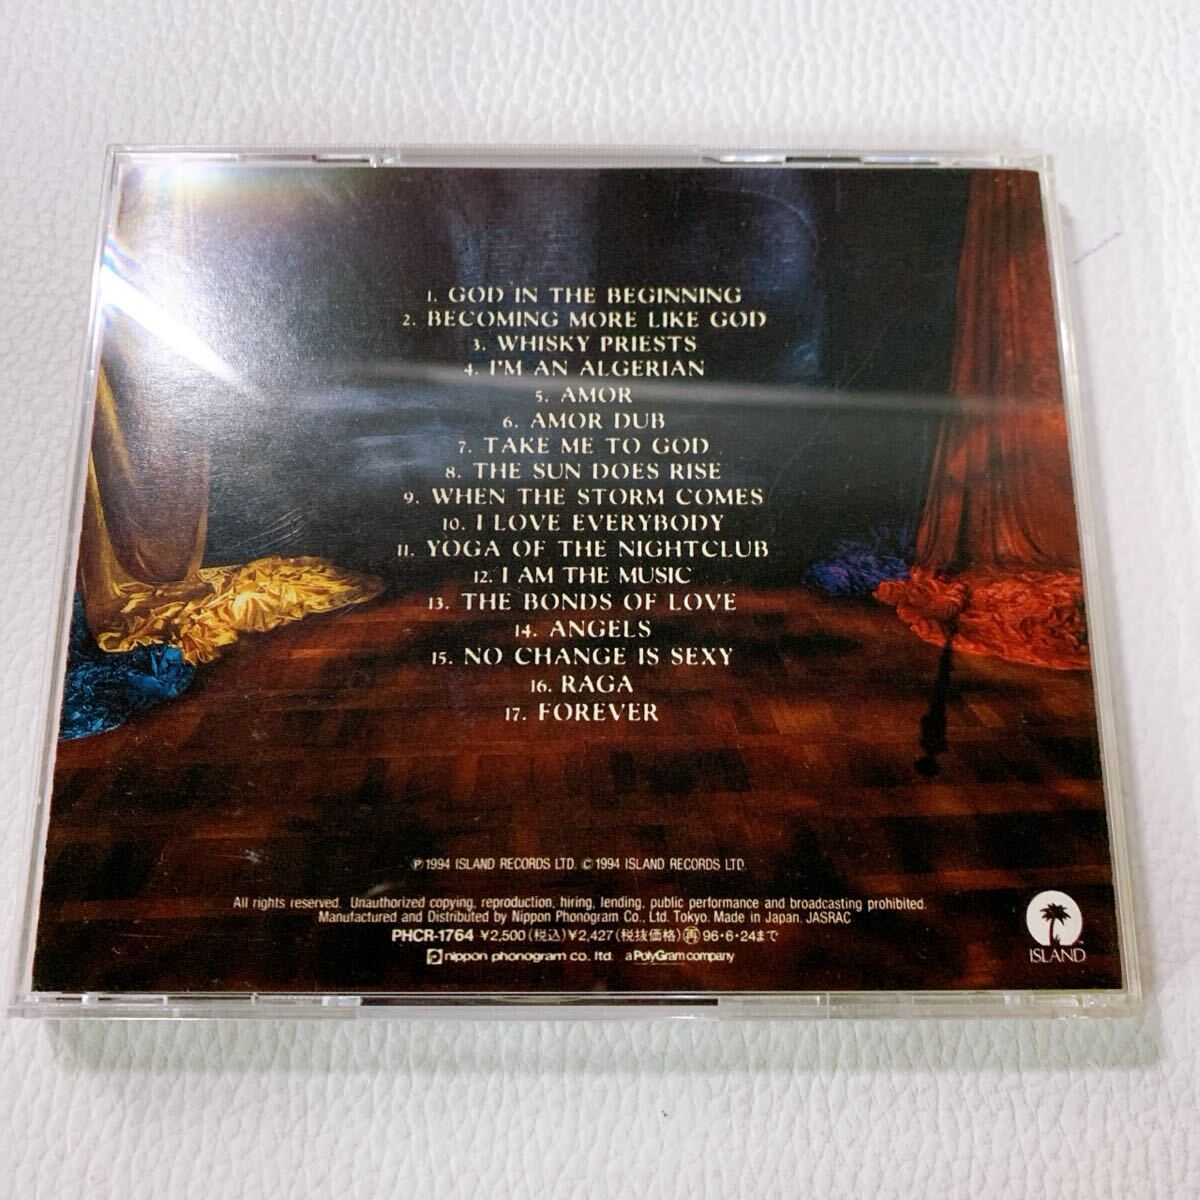 1. GOD IN THE BEGINNING
2. BECOMING MORE LIKE GOD
3. WHISKY PRIESTS
4. I'M AN ALGERIAN
5. AMOR
6. AMOR DUB
7. TAKE ME TO GOD
8. THE SUN DOES RISE
9. WHEN THE STORM COMES
10. I LOVE EVERYBODY
11. YOGA OF THE NIGHTCLUB
12. I AM THE MUSIC
13. THE BONDS OF LOVE
14. ANGELS
15. NO CHANGE IS SEXY
16. RAGA
17. FOREVER
℗1994 ISLAND RECORDS LTD. ©1994 ISLAND RECORDS LTD.
All rights reserved. Unauthorized copying, reproduction, hiring, lending, public performance and broadcasting prohibited.
Manufactured and Distributed by Nippon Phonogram Co., Ltd. Tokyo. Made in Japan. JASRAC
PHCR-1764 ¥2,500(税込)¥2,427(税抜価格)㊢96・6・24まで
nippon phonogram co. ltd. a PolyGram company
ISLAND